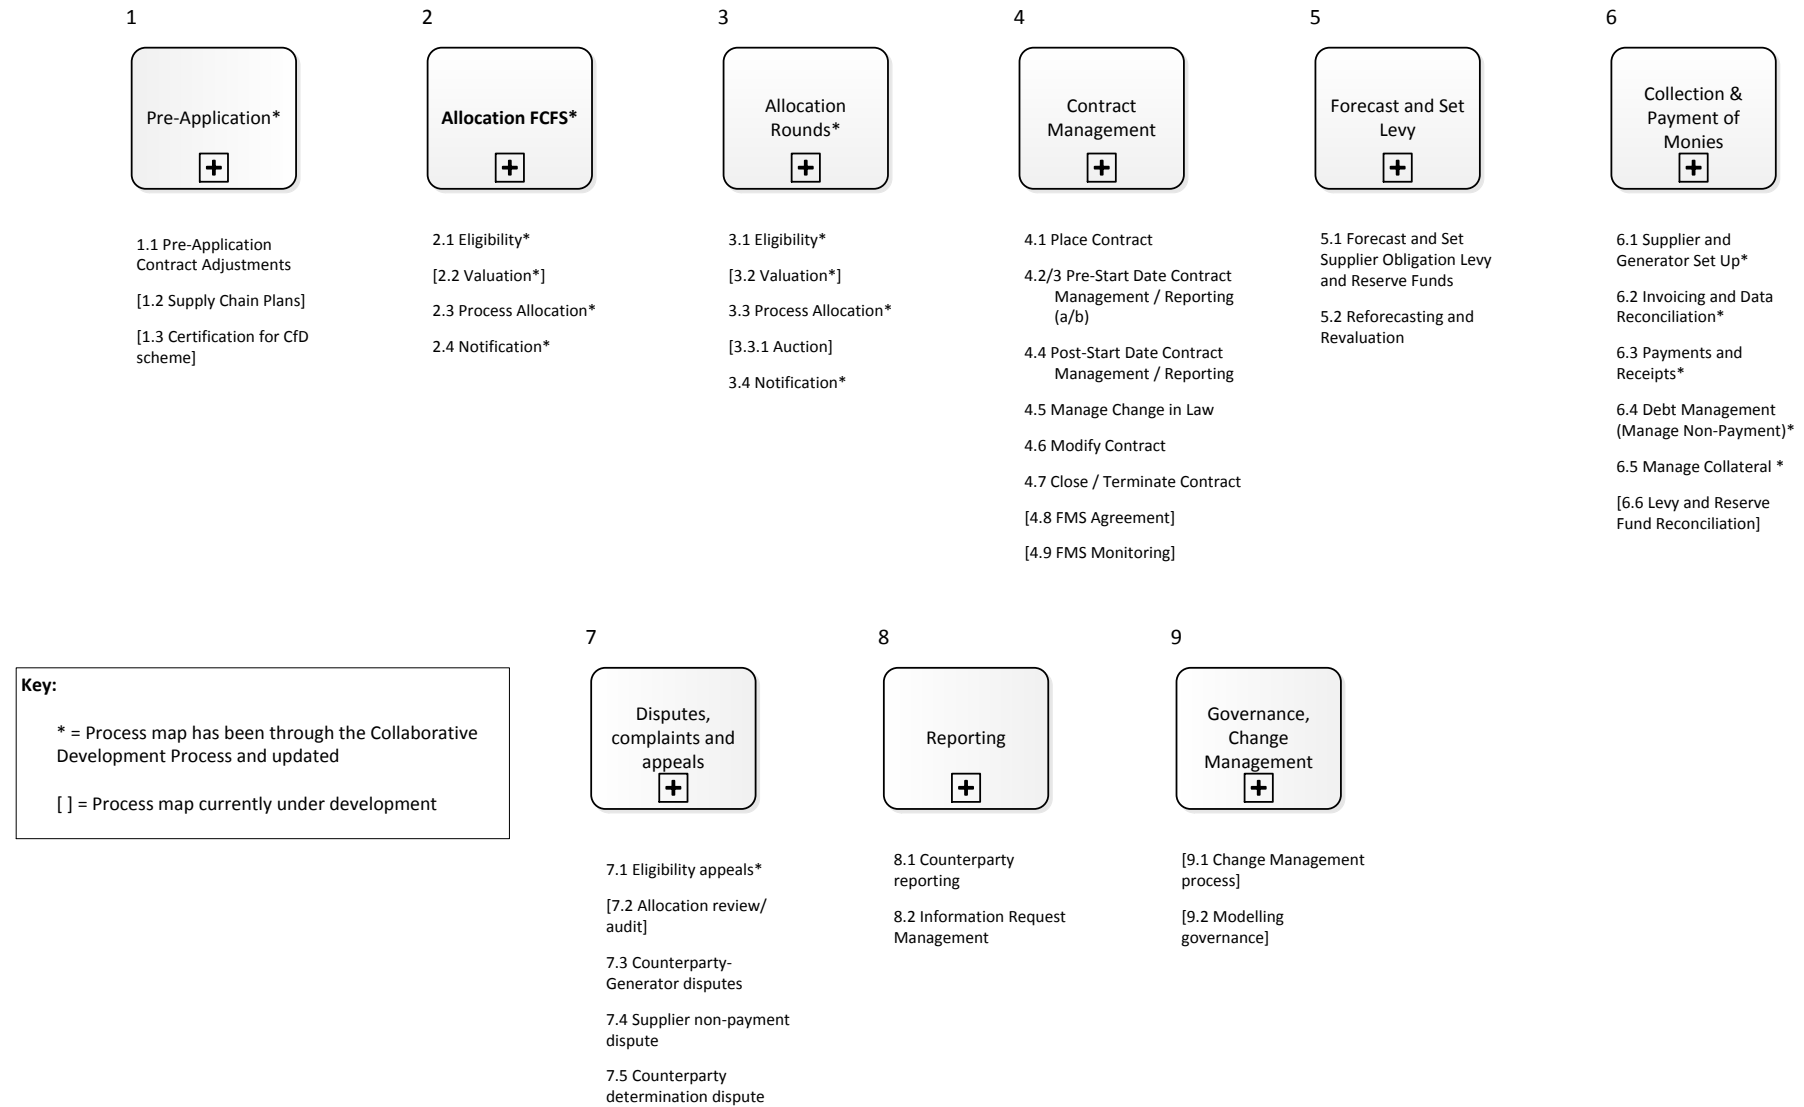 1
Pre-Application*
1.1 Pre-Application
Contract Adjustments
[1.2 Supply Chain Plans]
[1.3 Certification for CfD
scheme]
2
Allocation FCFS*
2.1 Eligibility*
[2.2 Valuation*]
2.3 Process Allocation*
2.4 Notification*
3
Allocation
Rounds*
3.1 Eligibility*
[3.2 Valuation*]
3.3 Process Allocation*
[3.3.1 Auction]
3.4 Notification*
4
Contract
Management
4.1 Place Contract
4.2/3 Pre-Start Date Contract
Management / Reporting
(a/b)
4.4 Post-Start Date Contract
Management / Reporting
4.5 Manage Change in Law
4.6 Modify Contract
4.7 Close / Terminate Contract
[4.8 FMS Agreement]
[4.9 FMS Monitoring]
5
Forecast and Set
Levy
5.1 Forecast and Set
Supplier Obligation Levy
and Reserve Funds
5.2 Reforecasting and
Revaluation
6
Collection &
Payment of
Monies
6.1 Supplier and
Generator Set Up*
6.2 Invoicing and Data
Reconciliation*
6.3 Payments and
Receipts*
6.4 Debt Management
(Manage Non-Payment)*
6.5 Manage Collateral *
[6.6 Levy and Reserve
Fund Reconciliation]
Key:
* = Process map has been through the Collaborative
Development Process and updated
[ ] = Process map currently under development
7
Disputes,
complaints and
appeals
7.1 Eligibility appeals*
[7.2 Allocation review/
audit]
7.3 Counterparty-
Generator disputes
7.4 Supplier non-payment
dispute
7.5 Counterparty
determination dispute
8
Reporting
8.1 Counterparty
reporting
8.2 Information Request
Management
9
Governance,
Change
Management
[9.1 Change Management
process]
[9.2 Modelling
governance]